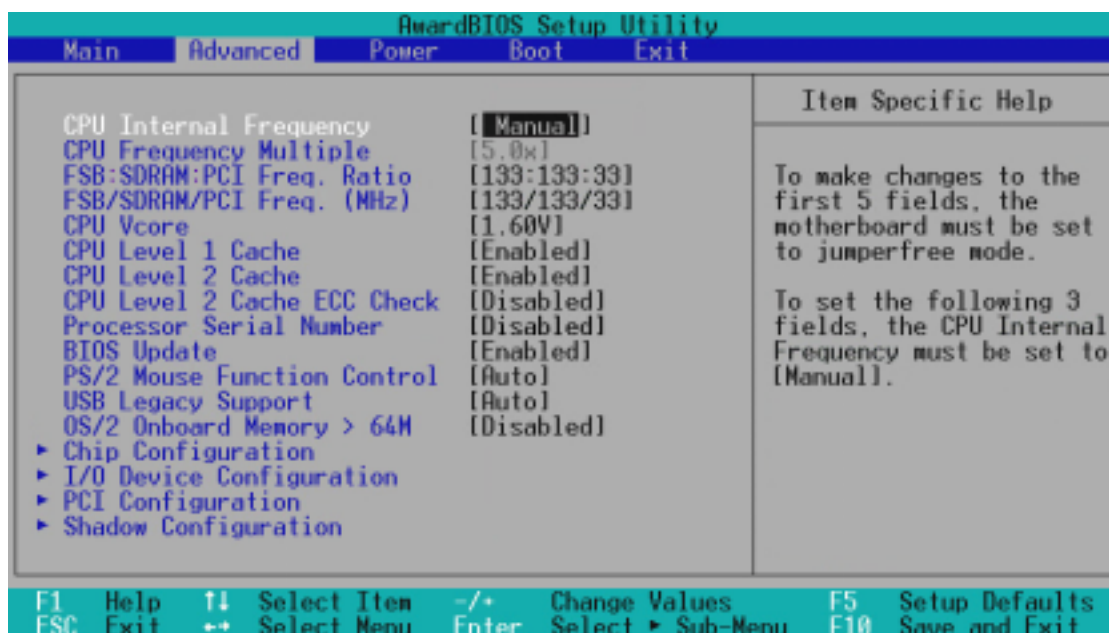 AwardBIOS Setup Utility
Main Advanced Power Boot Exit
CPU Internal Frequency [ Manual]
CPU Frequency Multiple [5.0x]
FSB:SDRAM:PCI Freq. Ratio [133:133:33]
FSB/SDRAM/PCI Freq. (MHz) [133/133/33]
CPU Vcore [1.60V]
CPU Level 1 Cache [Enabled]
CPU Level 2 Cache [Enabled]
CPU Level 2 Cache ECC Check [Disabled]
Processor Serial Number [Disabled]
BIOS Update [Enabled]
PS/2 Mouse Function Control [Auto]
USB Legacy Support [Auto]
OS/2 Onboard Memory > 64M [Disabled]
► Chip Configuration
► I/O Device Configuration
► PCI Configuration
► Shadow Configuration
Item Specific Help
To make changes to the
first 5 fields, the
motherboard must be set
to jumperfree mode.
To set the following 3
fields, the CPU Internal
Frequency must be set to
[Manual].
F1 Help ↑↓ Select Item -/+ Change Values F5 Setup Defaults
ESC Exit ←→ Select Menu Enter Select ► Sub-Menu F10 Save and Exit